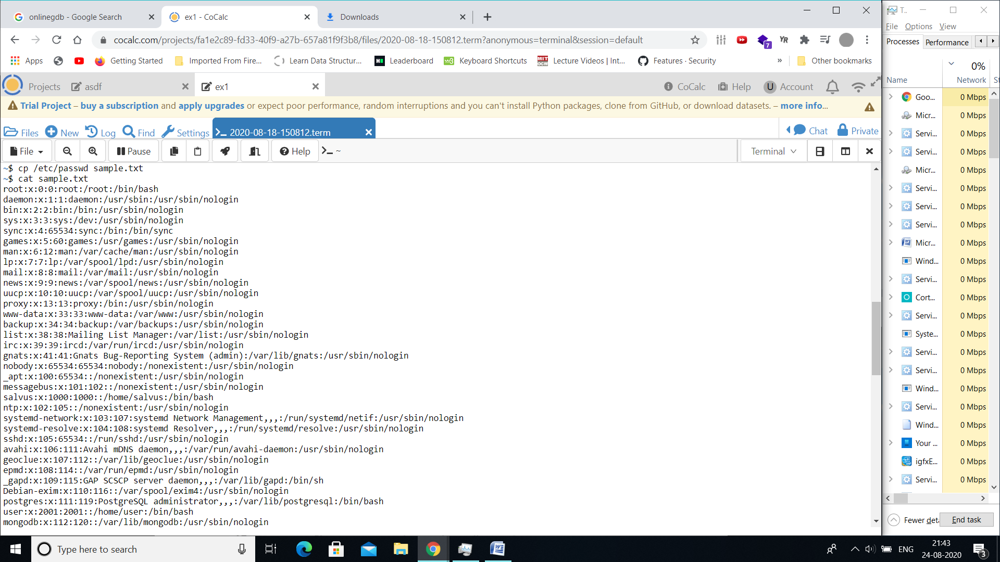 onlinegdb - Google Search
ex1 - CoCalc
Downloads
cocalc.com/projects/fa1e2c89-fd33-40f9-a27b-657a81f9f3b8/files/2020-08-18-150812.term?anonymous=terminal&session=default
7
YR
Apps
Getting Started
Imported From Fire...
Learn Data Structur...
Leaderboard
Keyboard Shortcuts
MIT OCW
Lecture Videos | Int...
Features · Security
»
Other bookmarks
Projects
asdf
ex1
CoCalc
Help
U
Account
Trial Project – buy a subscription and apply upgrades or expect poor performance, random interruptions and you can't install Python packages, clone from GitHub, or download datasets. – more info...
Files
New
Log
Find
Settings
2020-08-18-150812.term
Chat
Private
File
Pause
Help
~
Terminal
~$ cp /etc/passwd sample.txt
~$ cat sample.txt
root:x:0:0:root:/root:/bin/bash
daemon:x:1:1:daemon:/usr/sbin:/usr/sbin/nologin
bin:x:2:2:bin:/bin:/usr/sbin/nologin
sys:x:3:3:sys:/dev:/usr/sbin/nologin
sync:x:4:65534:sync:/bin:/bin/sync
games:x:5:60:games:/usr/games:/usr/sbin/nologin
man:x:6:12:man:/var/cache/man:/usr/sbin/nologin
lp:x:7:7:lp:/var/spool/lpd:/usr/sbin/nologin
mail:x:8:8:mail:/var/mail:/usr/sbin/nologin
news:x:9:9:news:/var/spool/news:/usr/sbin/nologin
uucp:x:10:10:uucp:/var/spool/uucp:/usr/sbin/nologin
proxy:x:13:13:proxy:/bin:/usr/sbin/nologin
www-data:x:33:33:www-data:/var/www:/usr/sbin/nologin
backup:x:34:34:backup:/var/backups:/usr/sbin/nologin
list:x:38:38:Mailing List Manager:/var/list:/usr/sbin/nologin
irc:x:39:39:ircd:/var/run/ircd:/usr/sbin/nologin
gnats:x:41:41:Gnats Bug-Reporting System (admin):/var/lib/gnats:/usr/sbin/nologin
nobody:x:65534:65534:nobody:/nonexistent:/usr/sbin/nologin
_apt:x:100:65534::/nonexistent:/usr/sbin/nologin
messagebus:x:101:102::/nonexistent:/usr/sbin/nologin
salvus:x:1000:1000::/home/salvus:/bin/bash
ntp:x:102:105::/nonexistent:/usr/sbin/nologin
systemd-network:x:103:107:systemd Network Management,,,:/run/systemd/netif:/usr/sbin/nologin
systemd-resolve:x:104:108:systemd Resolver,,,:/run/systemd/resolve:/usr/sbin/nologin
sshd:x:105:65534::/run/sshd:/usr/sbin/nologin
avahi:x:106:111:Avahi mDNS daemon,,,:/var/run/avahi-daemon:/usr/sbin/nologin
geoclue:x:107:112::/var/lib/geoclue:/usr/sbin/nologin
epmd:x:108:114::/var/run/epmd:/usr/sbin/nologin
_gapd:x:109:115:GAP SCSCP server daemon,,,:/var/lib/gapd:/bin/sh
Debian-exim:x:110:116::/var/spool/exim4:/usr/sbin/nologin
postgres:x:111:119:PostgreSQL administrator,,,:/var/lib/postgresql:/bin/bash
user:x:2001:2001::/home/user:/bin/bash
mongodb:x:112:120::/var/lib/mongodb:/usr/sbin/nologin
T..
File Options View
Processes Performance
0%
Name Network St
Goo... 0 Mbps
Micr... 0 Mbps
Servi... 0 Mbps
Servi... 0 Mbps
Micr... 0 Mbps
Servi... 0 Mbps
Servi... 0 Mbps
Servi... 0 Mbps
Micr... 0 Mbps
Wind... 0 Mbps
Servi... 0 Mbps
Cort... 0 Mbps
Servi... 0 Mbps
Syste... 0 Mbps
Servi... 0 Mbps
Servi... 0 Mbps
Wind... 0 Mbps
Servi... 0 Mbps
Wind... 0 Mbps
Your ... 0 Mbps
igfxE... 0 Mbps
Servi... 0 Mbps
Fewer deta
End task
Type here to search
ENG
21:43
24-08-2020
3